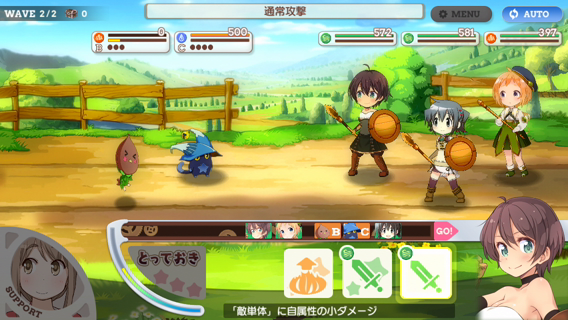 WAVE 2/2 0
通常攻撃
MENU
AUTO
0
B
500
C
572
581
397
B
C
GO!
とっておき
SUPPORT
「敵単体」に自属性の小ダメージ